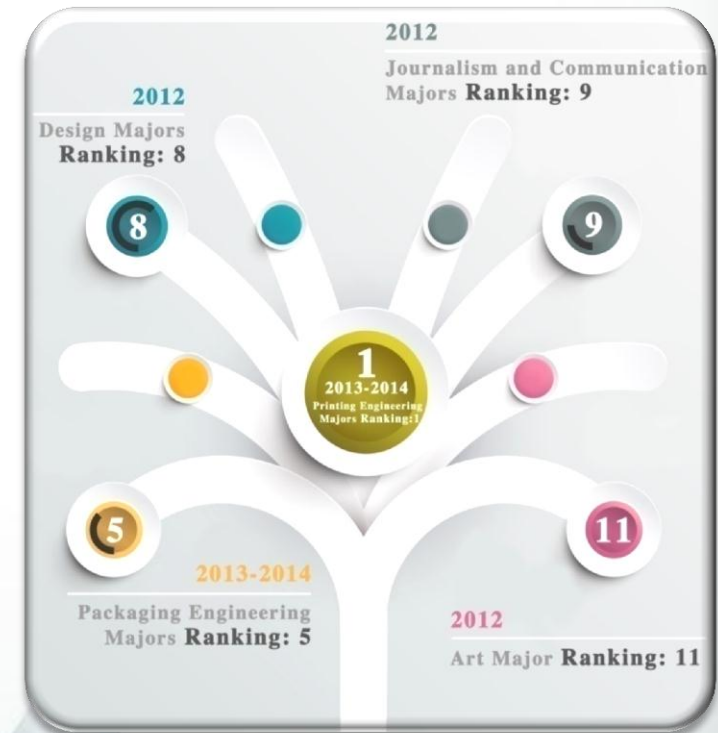 2012
Journalism and Communication
Majors Ranking: 9
2012
Design Majors
Ranking: 8
8
9
1
2013-2014
Printing Engineering
Majors Ranking:1
5
11
2013-2014
Packaging Engineering
Majors Ranking: 5
2012
Art Major Ranking: 11